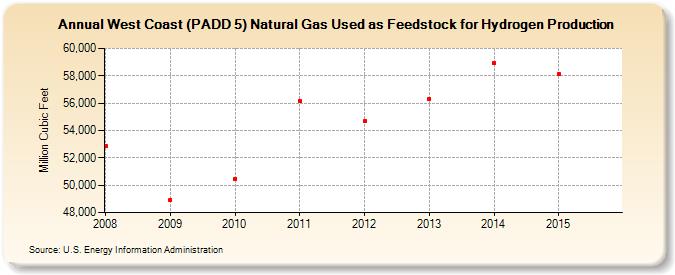 Annual West Coast (PADD 5) Natural Gas Used as Feedstock for Hydrogen Production
Million Cubic Feet
60,000
58,000
56,000
54,000
52,000
50,000
48,000
2008 2009 2010 2011 2012 2013 2014 2015
Source: U.S. Energy Information Administration